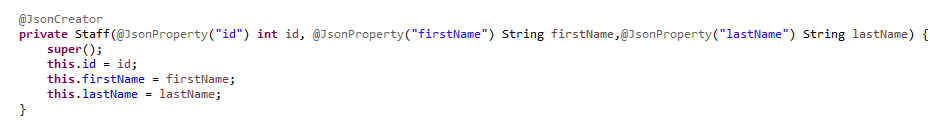 @JsonCreator
private Staff(@JsonProperty("id") int id, @JsonProperty("firstName") String firstName,@JsonProperty("lastName") String lastName) {
    super();
    this.id = id;
    this.firstName = firstName;
    this.lastName = lastName;
}